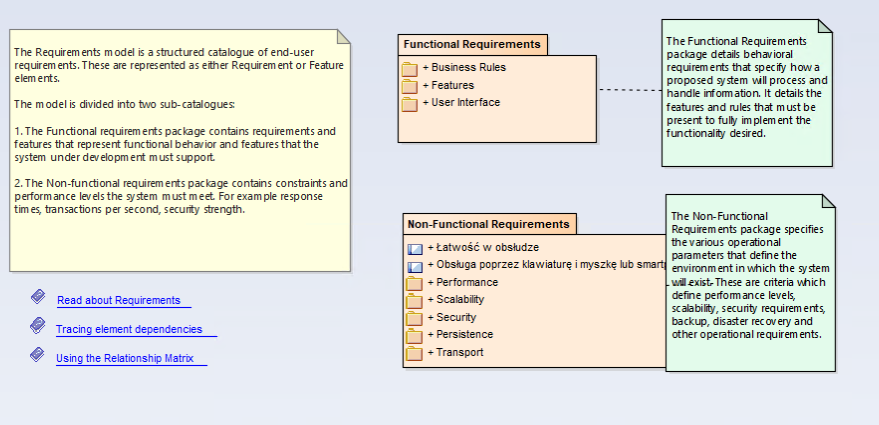 The Requirements model is a structured catalogue of end-user
requirements. These are represented as either Requirement or Feature
elements.
The model is divided into two sub-catalogues:
1. The Functional requirements package contains requirements and
features that represent functional behavior and features that the
system under development must support.
2. The Non-functional requirements package contains constraints and
performance levels the system must meet. For example response
times, transactions per second, security strength.
Read about Requirements
Tracing element dependencies
Using the Relationship Matrix
Functional Requirements
+ Business Rules
+ Features
+ User Interface
The Functional Requirements
package details behavioral
requirements that specify how a
proposed system will process and
handle information. It details the
features and rules that must be
present to fully implement the
functionality desired.
Non-Functional Requirements
+ Łatwość w obsłudze
+ Obsługa poprzez klawiaturę i myszkę lub smartp
+ Performance
+ Scalability
+ Security
+ Persistence
+ Transport
The Non-Functional
Requirements package specifies
the various operational
parameters that define the
environment in which the system
will exist. These are criteria which
define performance levels,
scalability, security requirements,
backup, disaster recovery and
other operational requirements.